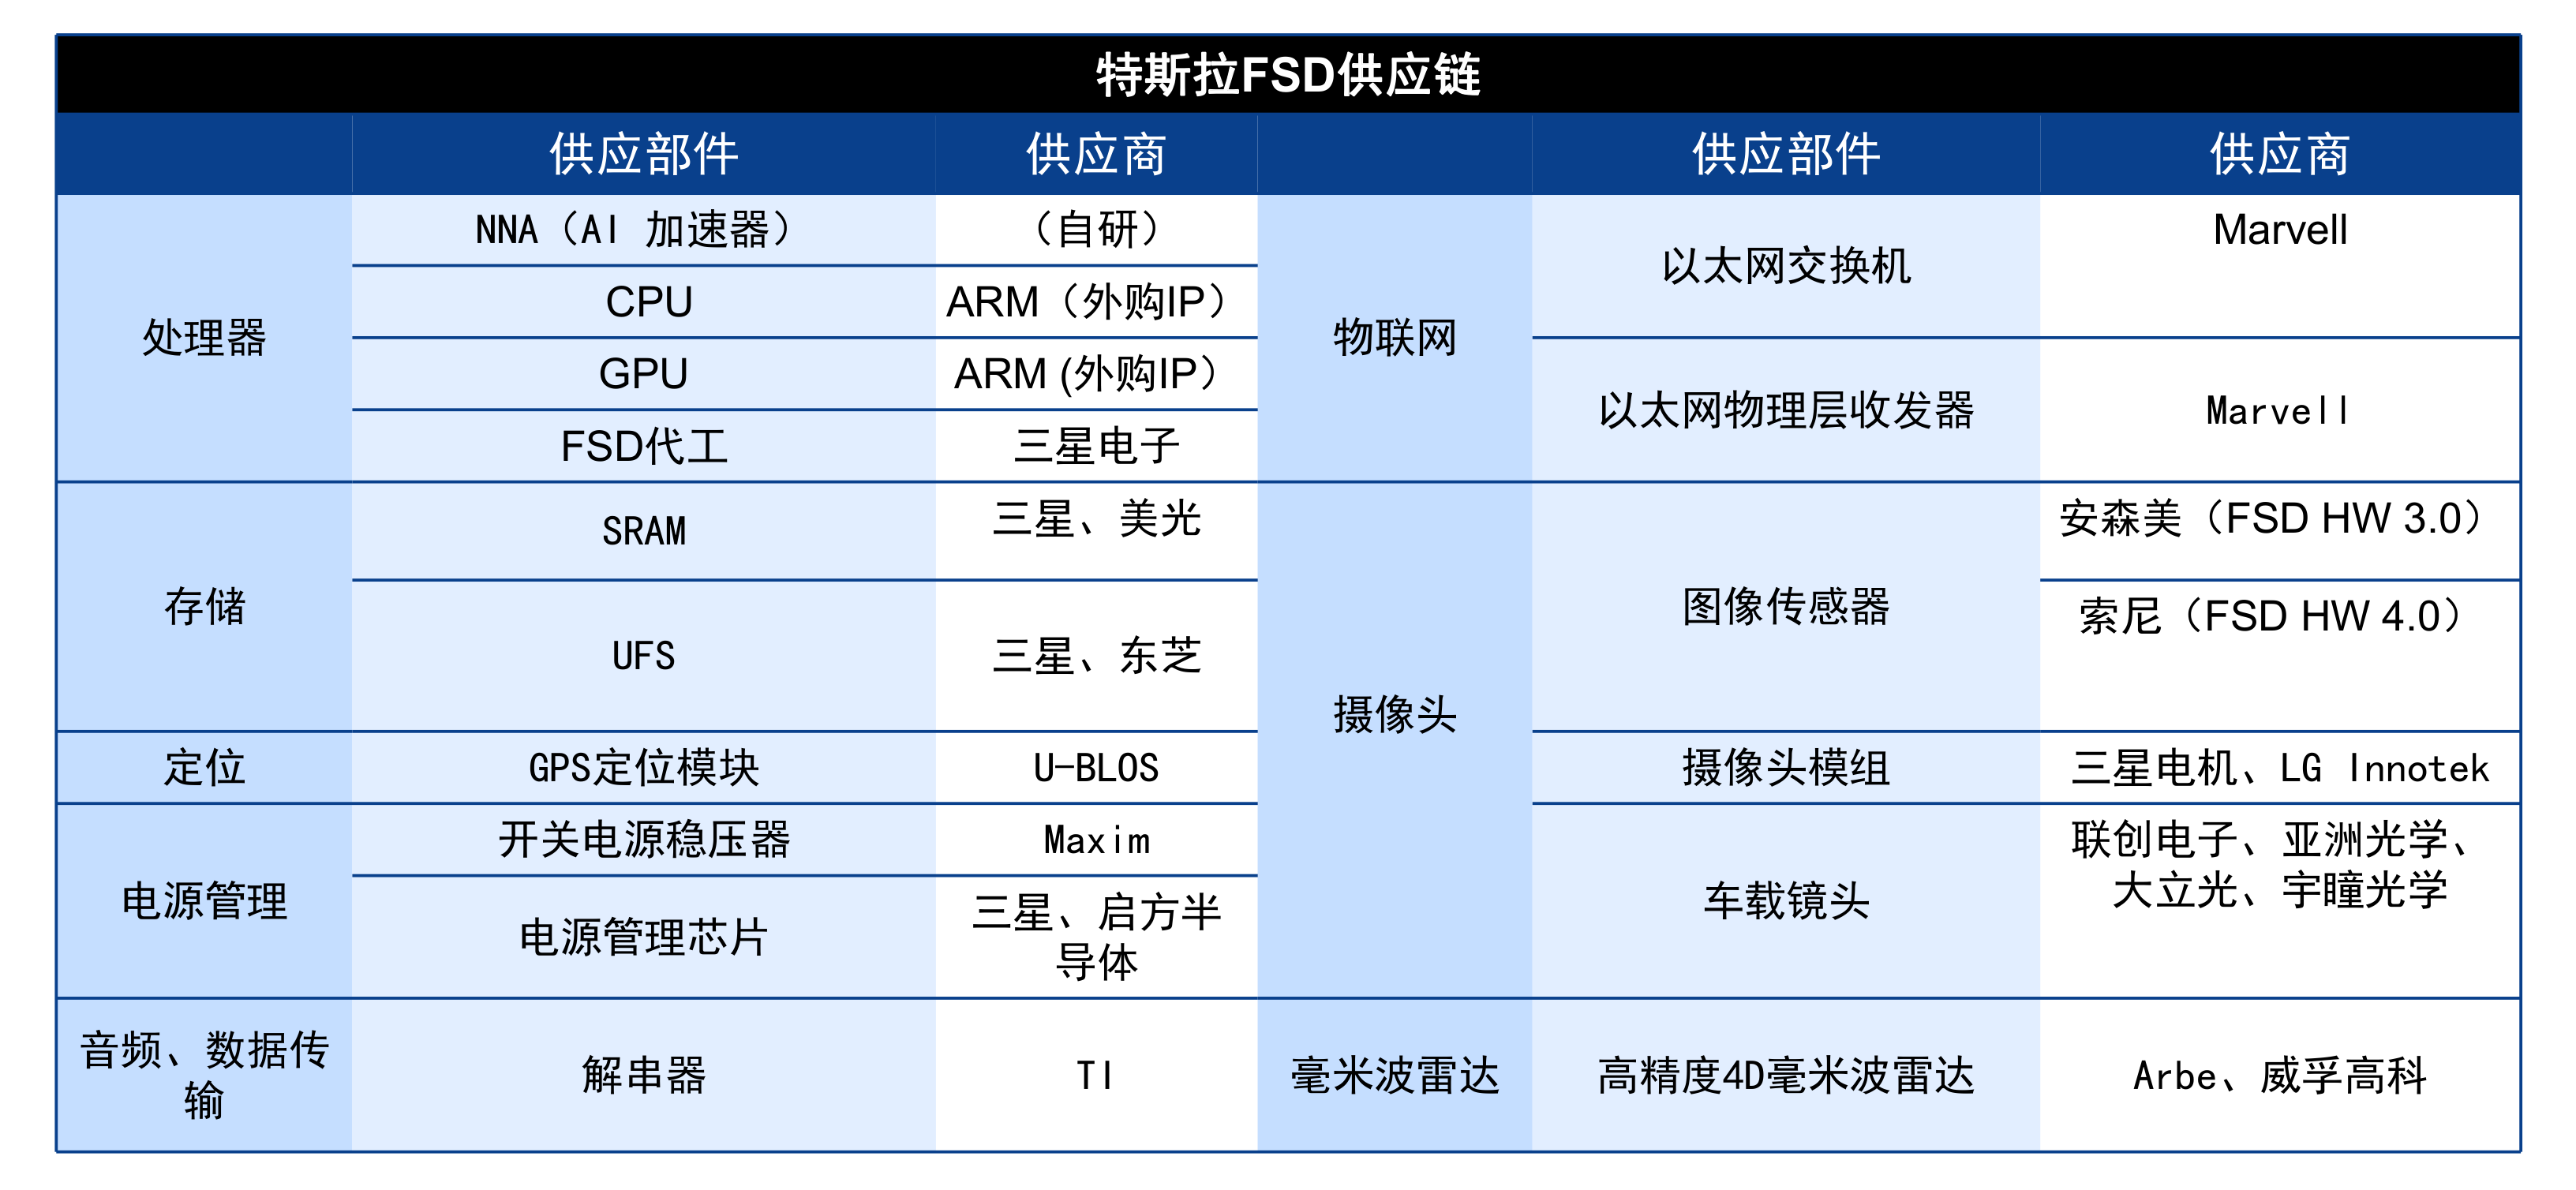 特斯拉FSD供应链
供应部件 供应商 供应部件 供应商
处理器
NNA（AI 加速器） （自研）
CPU ARM（外购IP）
GPU ARM (外购IP）
FSD代工 三星电子
物联网
以太网交换机 Marvell
以太网物理层收发器 Marvell
存储
SRAM 三星、美光
UFS 三星、东芝
定位 GPS定位模块 U-BLOS
电源管理
开关电源稳压器 Maxim
电源管理芯片 三星、启方半
导体
摄像头
图像传感器 安森美（FSD HW 3.0）
索尼（FSD HW 4.0）
摄像头模组 三星电机、LG Innotek
车载镜头 联创电子、亚洲光学、
大立光、宇瞳光学
音频、数据传
输
解串器 TI
毫米波雷达 高精度4D毫米波雷达 Arbe、威孚高科